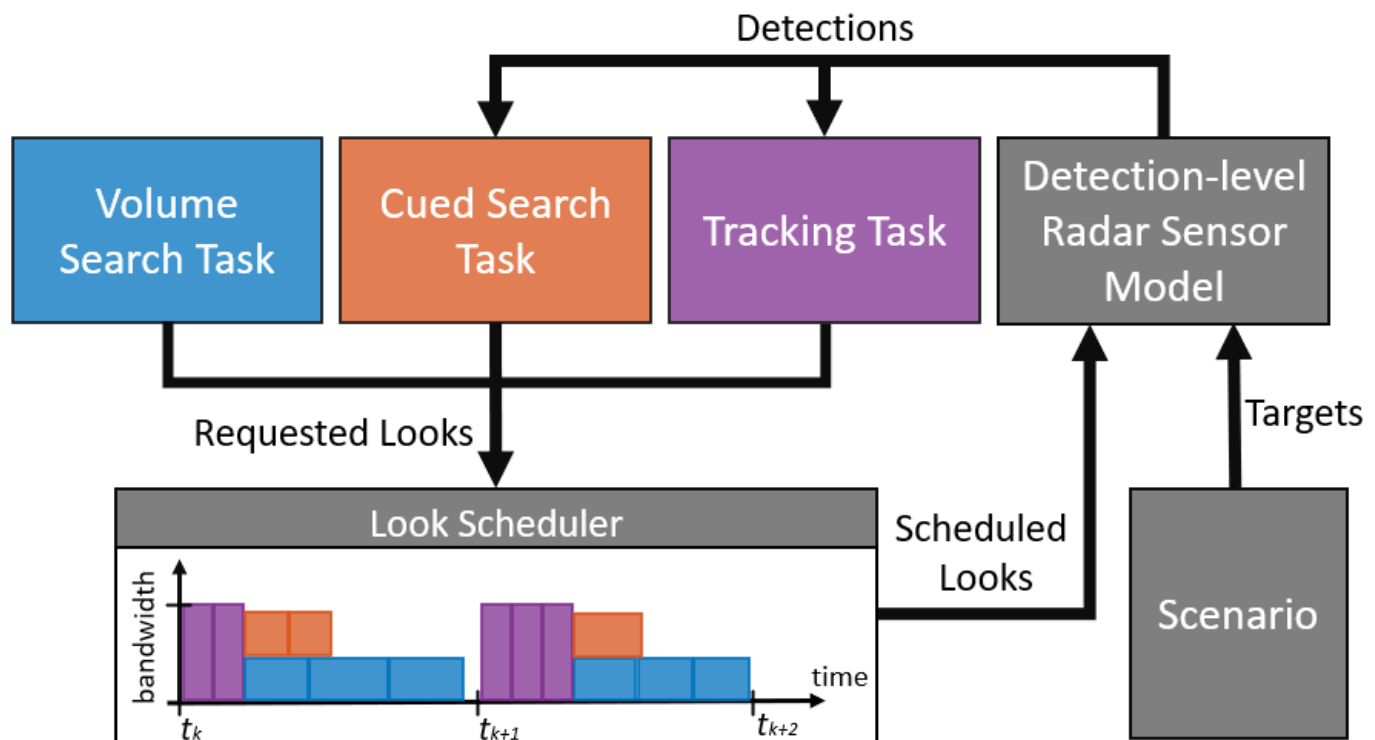 Detections
Volume
Search Task
Cued Search
Task
Tracking Task
Detection-level
Radar Sensor
Model
Requested Looks
Targets
Look Scheduler
Scheduled
Looks
Scenario
bandwidth
time
tk
tk+1
tk+2